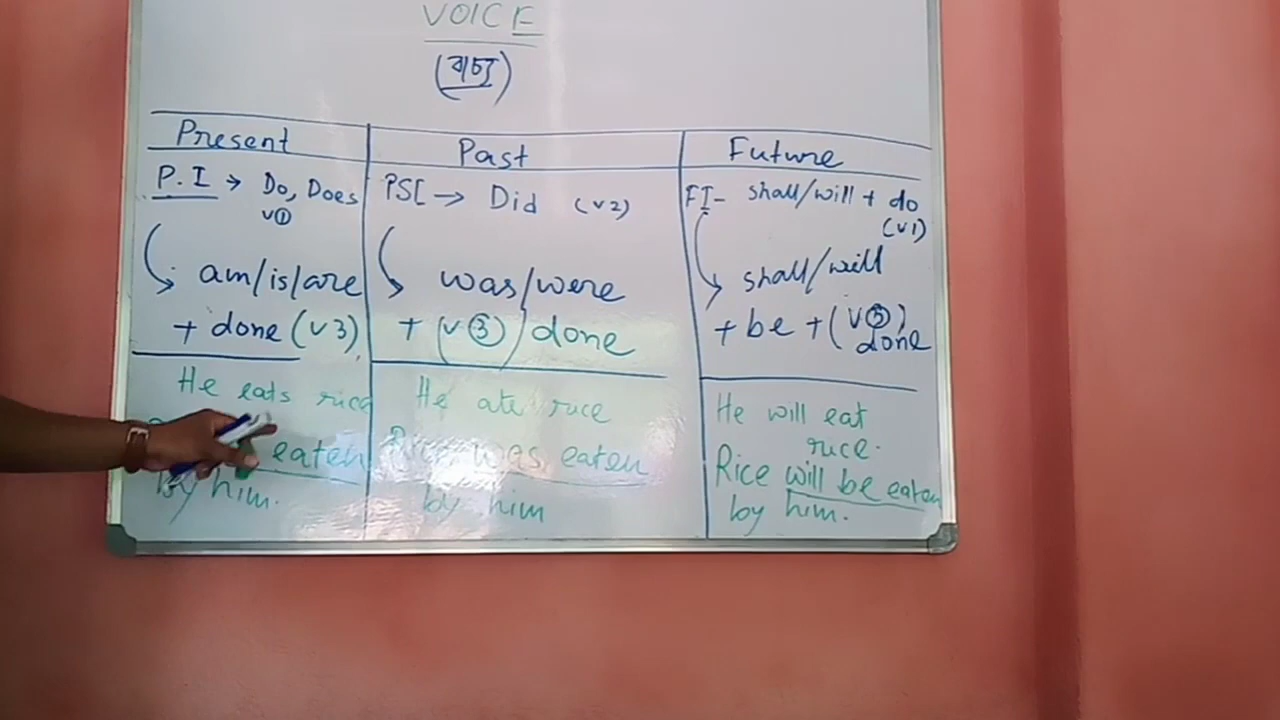 VOICE
(বাচ্য)
Present
P.I → Do, Does
v①
am/is/are
+ done (v3)
He eats rice
eaten
by him.
Past
PSI → Did (v2)
was/were
+ (v③) done
He ate rice
Rice was eaten
by him
Future
FI- shall/will + do
(v1)
shall/will
+ be + (v③)
done
He will eat
rice.
Rice will be eaten
by him.